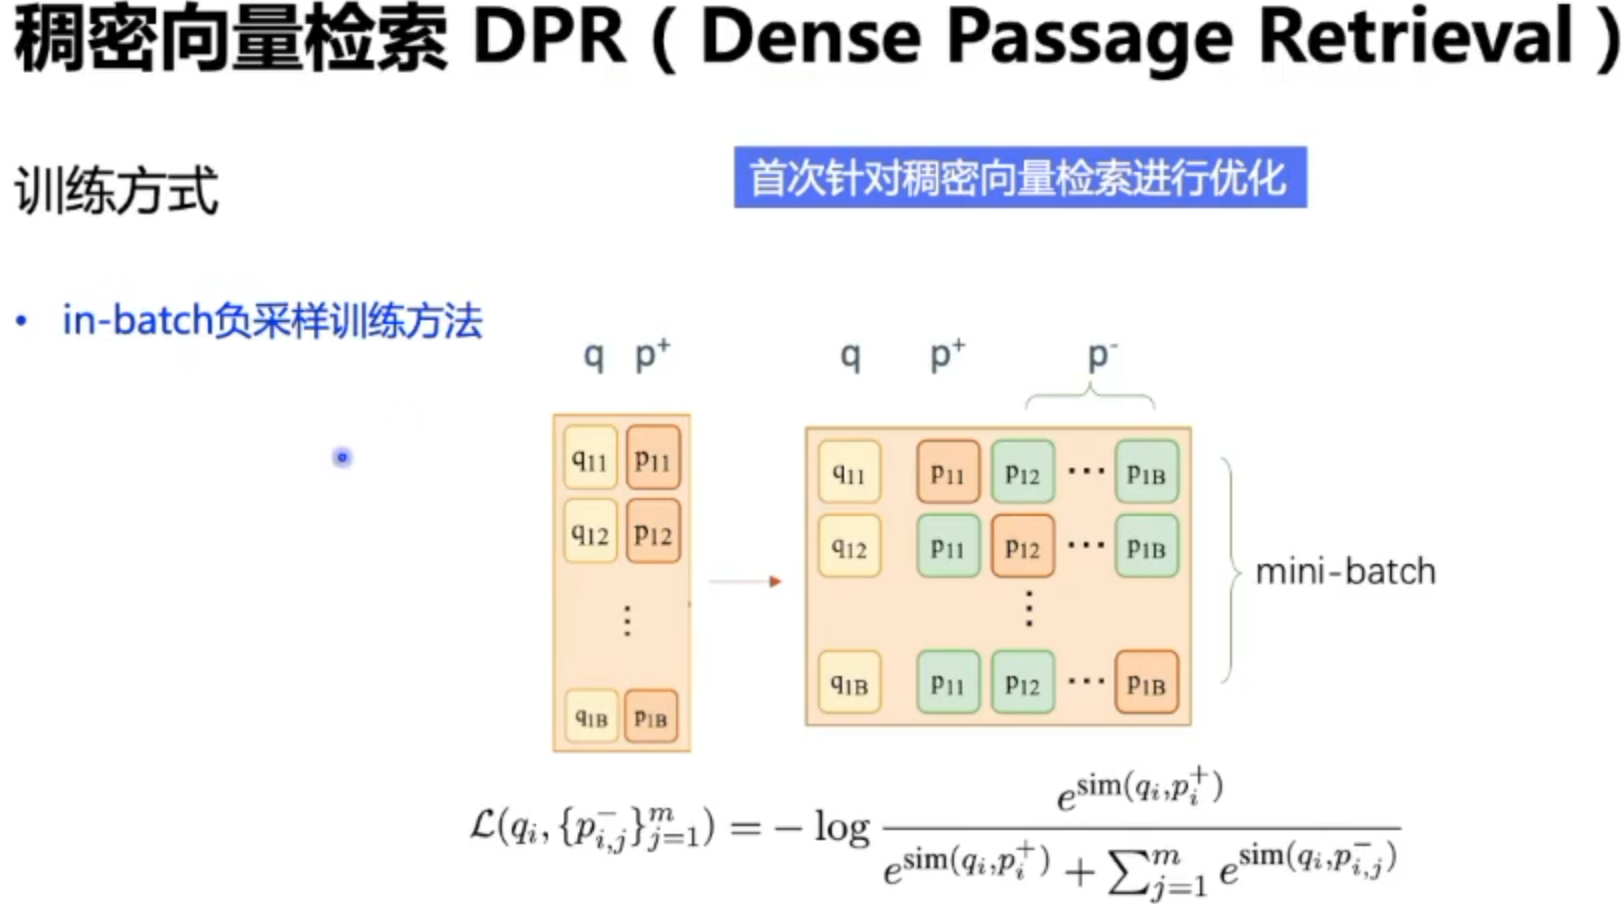 稠密向量检索 DPR（Dense Passage Retrieval）
训练方式
首次针对稠密向量检索进行优化
• in-batch负采样训练方法
q p⁺
q p⁺ p⁻
q₁₁ p₁₁
q₁₂ p₁₂
⋮
q₁B p₁B
q₁₁ p₁₁ p₁₂ ⋯ p₁B
q₁₂ p₁₁ p₁₂ ⋯ p₁B
⋮
q₁B p₁₁ p₁₂ ⋯ p₁B
mini-batch
$\mathcal{L}(q_i, \{p_{i,j}^-\}_{j=1}^m) = -\log \frac{e^{\text{sim}(q_i, p_i^+)}}{e^{\text{sim}(q_i, p_i^+)} + \sum_{j=1}^m e^{\text{sim}(q_i, p_{i,j}^-)}}$